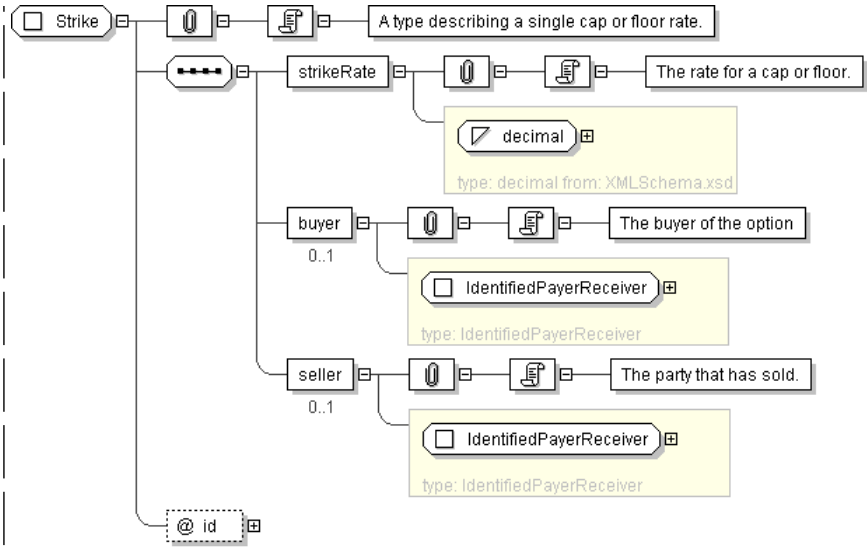 Strike
A type describing a single cap or floor rate.
strikeRate
The rate for a cap or floor.
decimal
type: decimal from: XMLSchema.xsd
buyer
The buyer of the option
0..1
IdentifiedPayerReceiver
type: IdentifiedPayerReceiver
seller
The party that has sold.
0..1
IdentifiedPayerReceiver
type: IdentifiedPayerReceiver
@ id